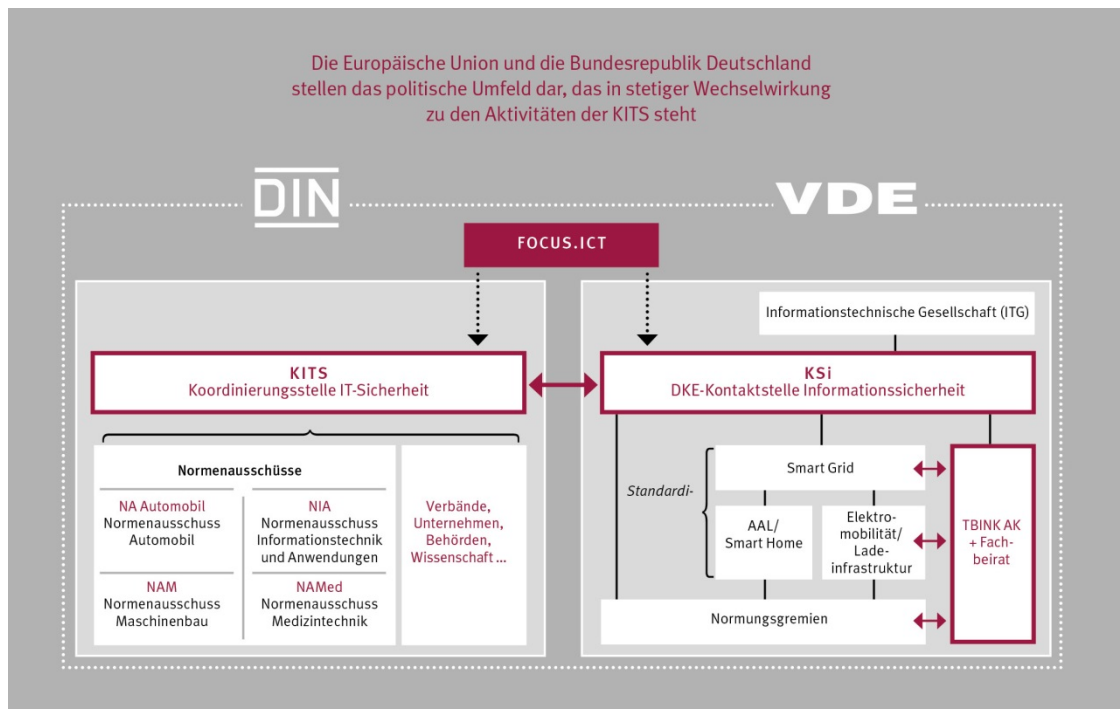 Die Europäische Union und die Bundesrepublik Deutschland
stellen das politische Umfeld dar, das in stetiger Wechselwirkung
zu den Aktivitäten der KITS steht
DIN
VDE
FOCUS.ICT
KITS
Koordinierungsstelle IT-Sicherheit
Normenausschüsse
NA Automobil
Normenausschuss
Automobil
NIA
Normenausschuss
Informationstechnik
und Anwendungen
NAM
Normenausschuss
Maschinenbau
NAMed
Normenausschuss
Medizintechnik
Verbände,
Unternehmen,
Behörden,
Wissenschaft ...
Informationstechnische Gesellschaft (ITG)
KSi
DKE-Kontaktstelle Informationssicherheit
Standardi-
Smart Grid
AAL/
Smart Home
Elektro-
mobilität/
Lade-
infrastruktur
Normungsgremien
TBINK AK
+ Fach-
beirat